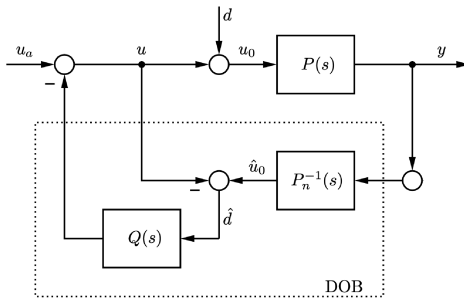 d
u_a
u
u_0
P(s)
y
−
û_0
P_n^{-1}(s)
−
d̂
Q(s)
DOB